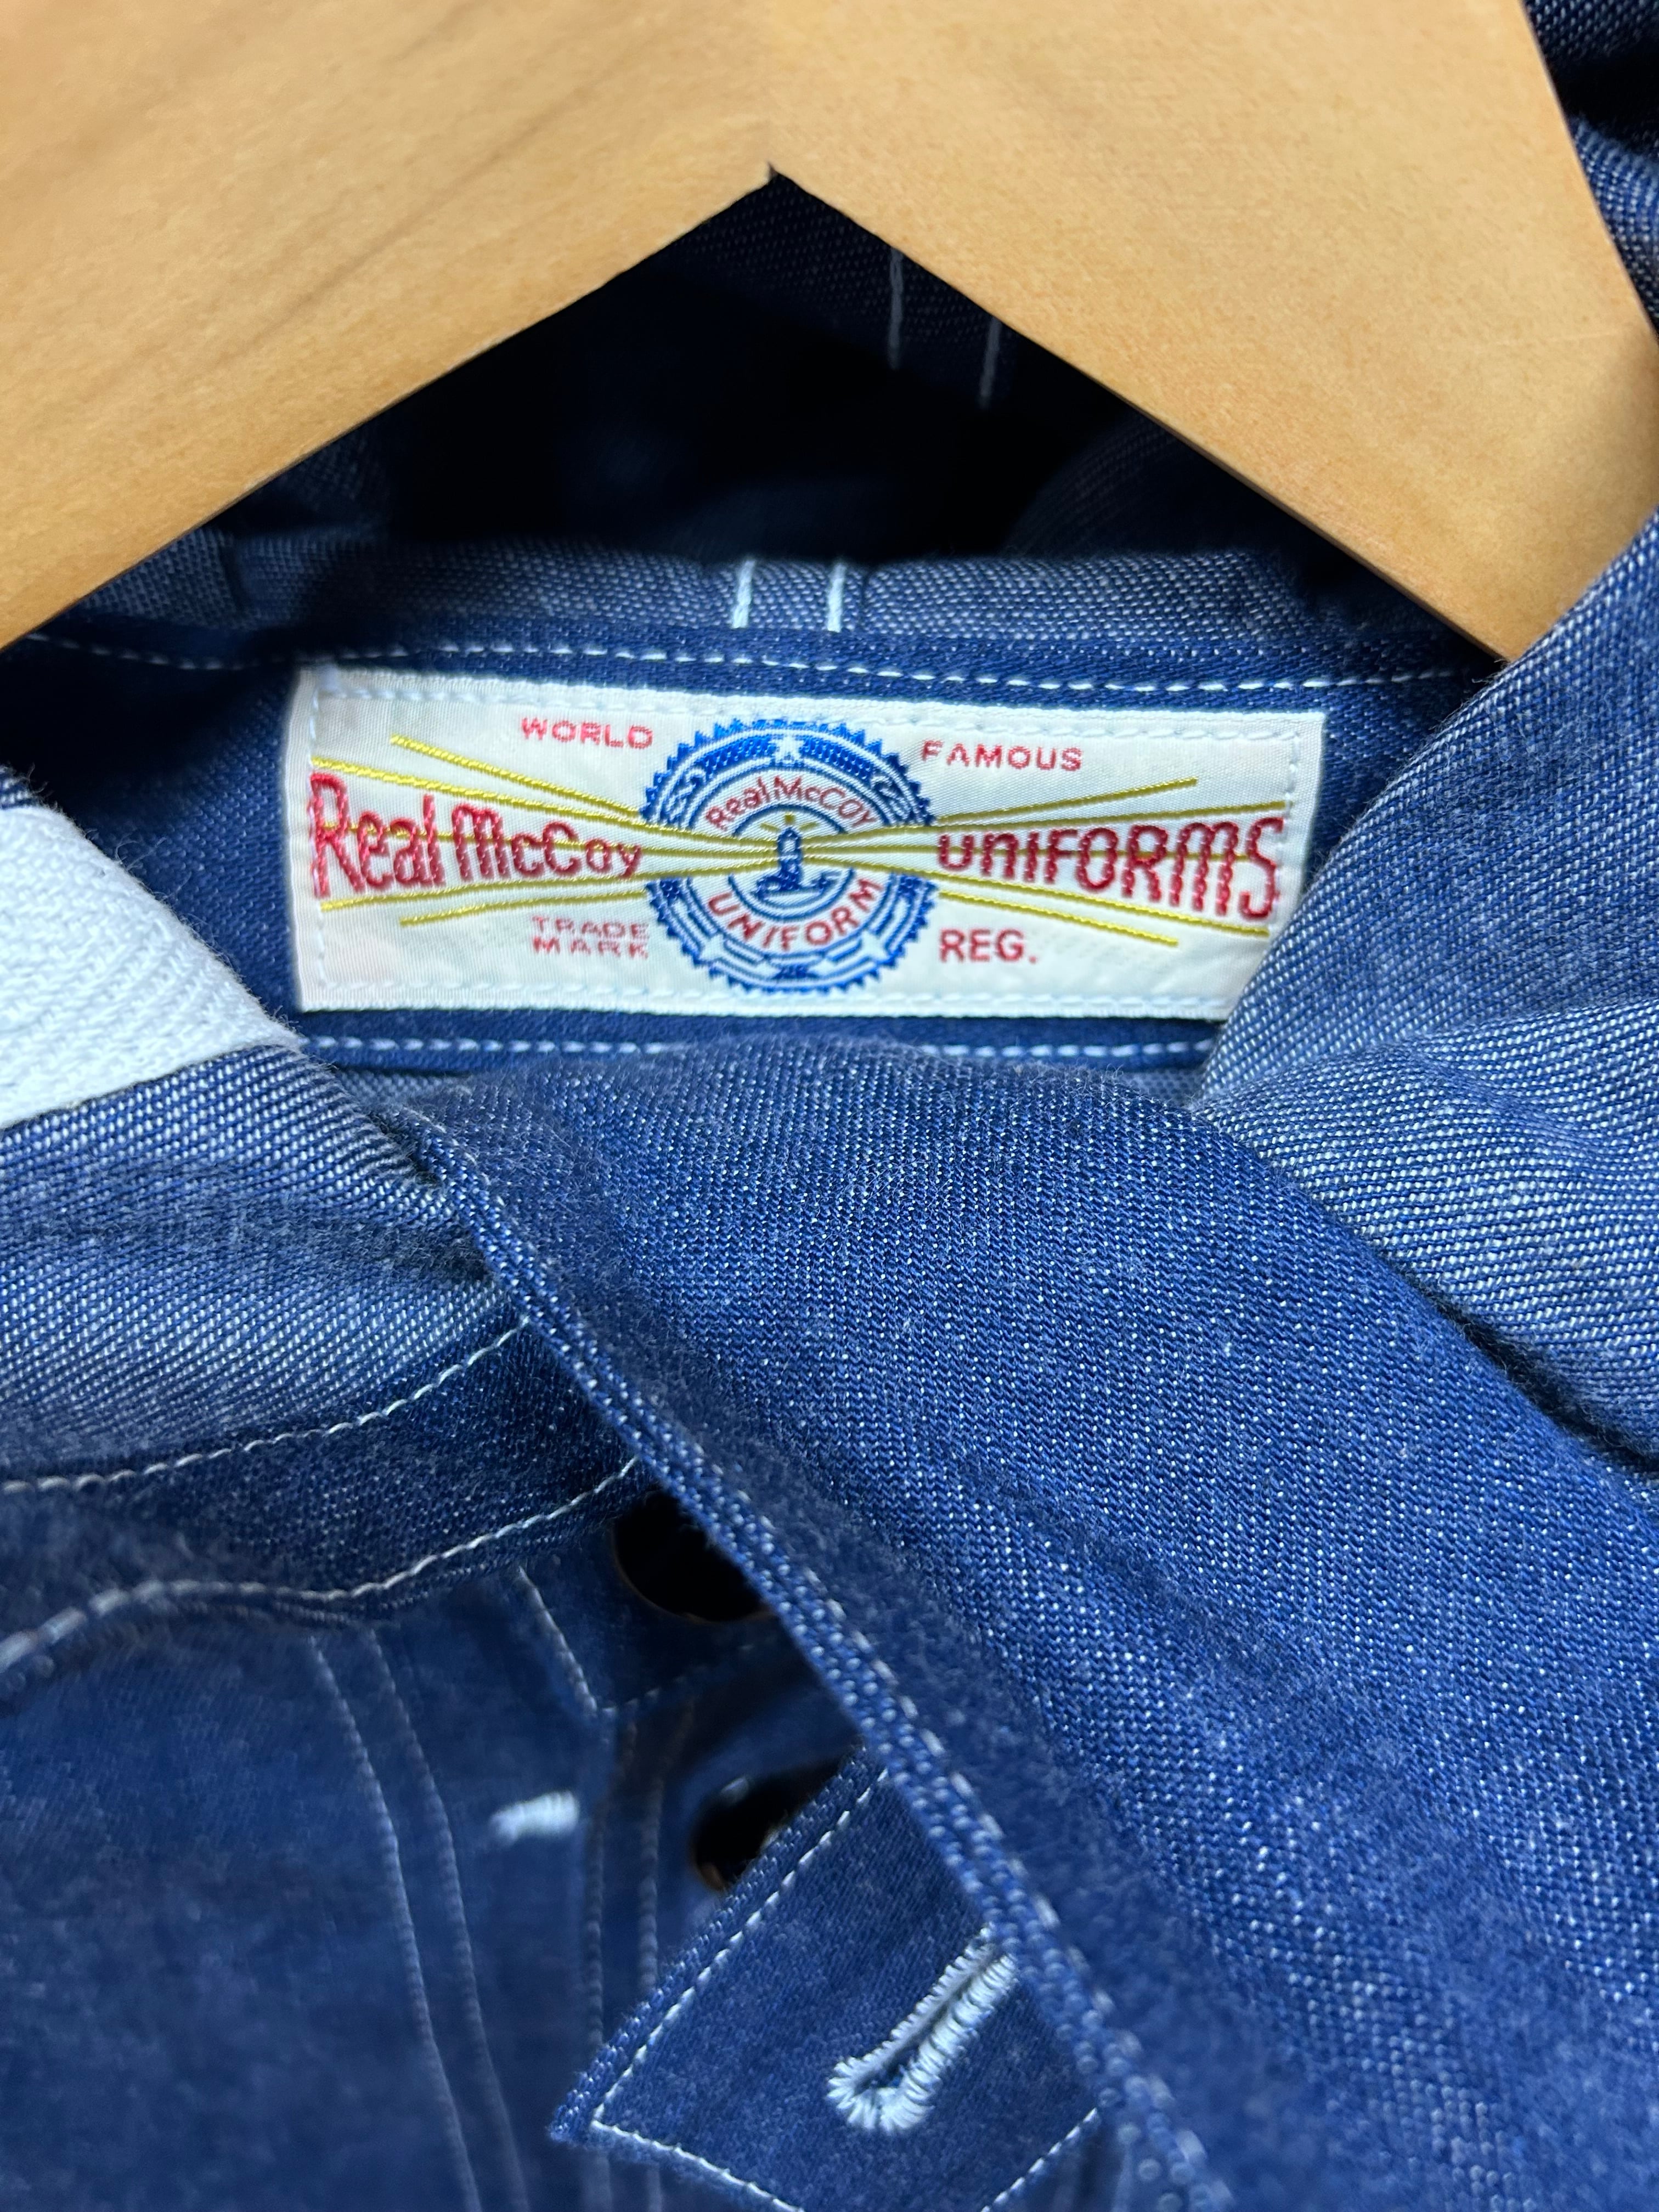 WORLD FAMOUS
Real McCoy UNIFORMS
TRADE MARK REG.
Real McCoy
UNIFORM